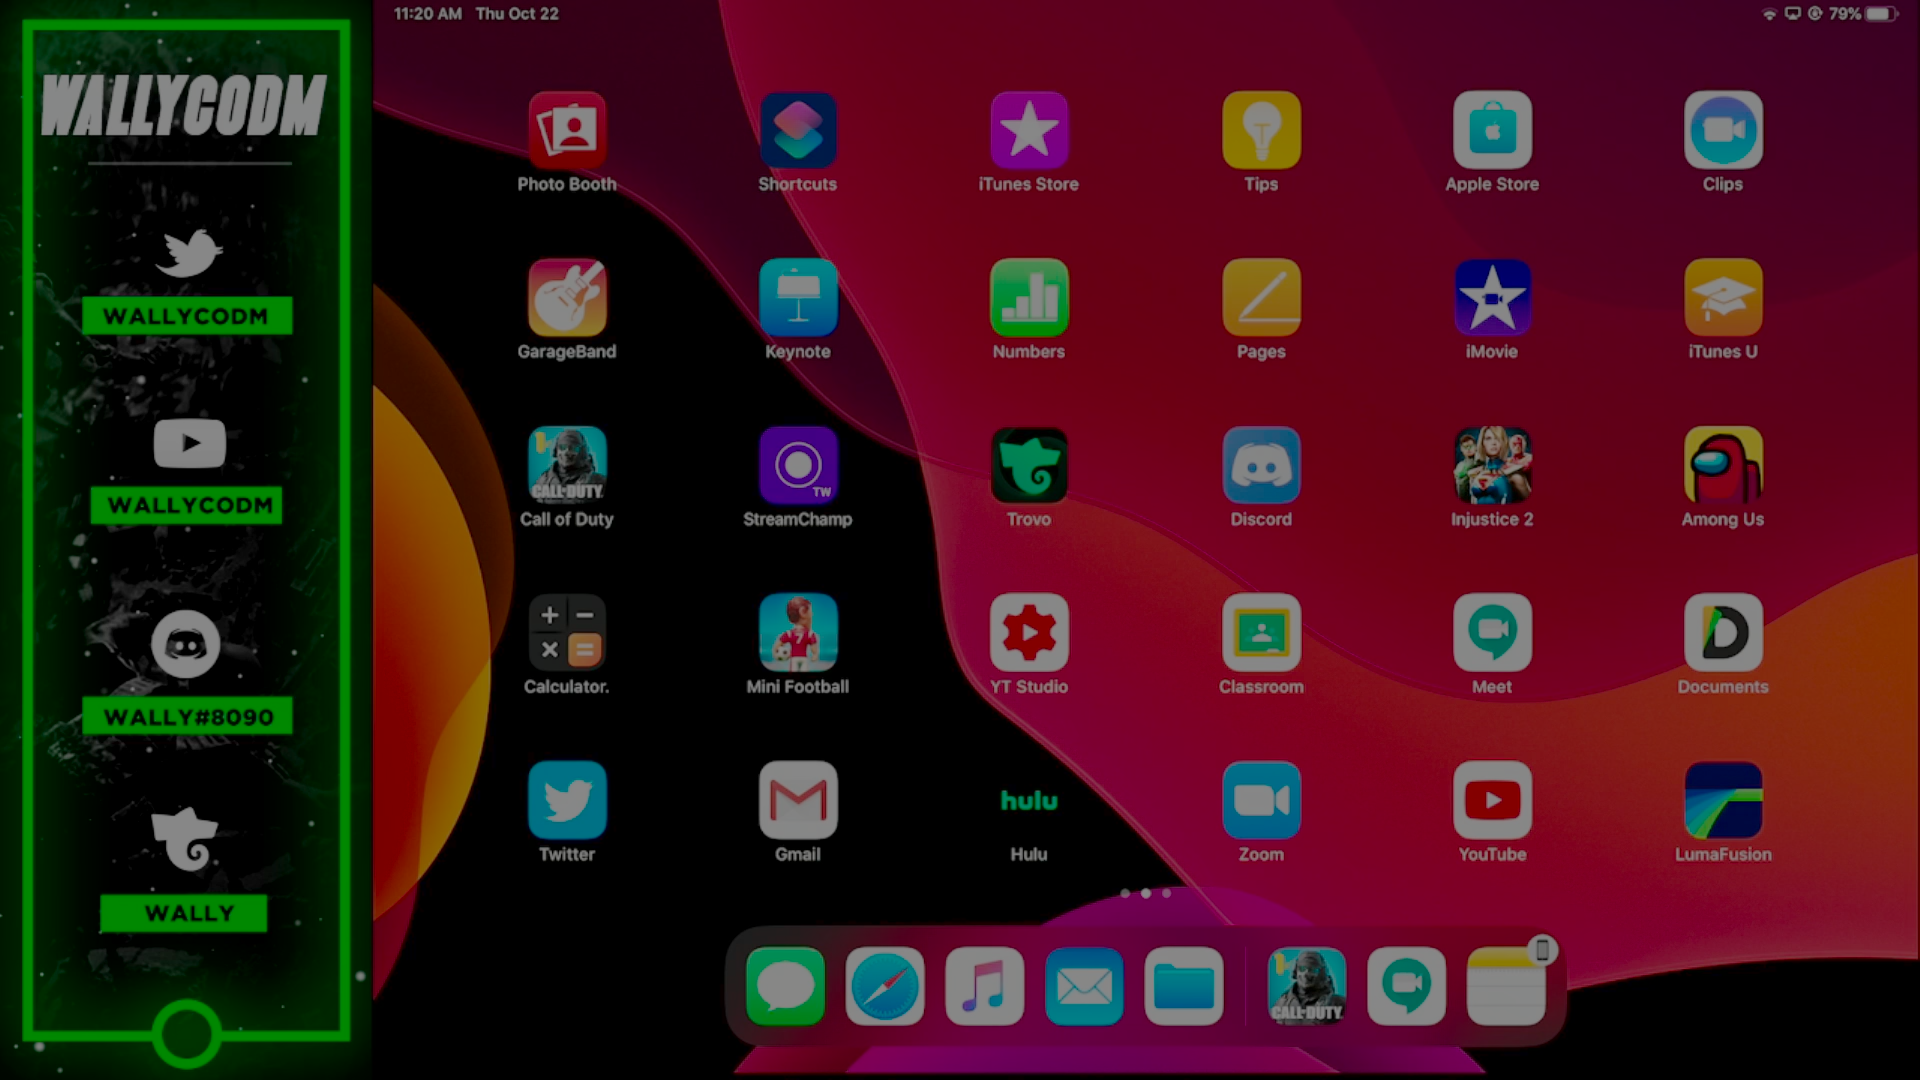 WALLYCODM
WALLYCODM
WALLYCODM
WALLY#8090
WALLY
11:20 AM Thu Oct 22
79%
Photo Booth
Shortcuts
iTunes Store
Tips
Apple Store
Clips
GarageBand
Keynote
Numbers
Pages
iMovie
iTunes U
CALL OF DUTY
TW
Call of Duty
StreamChamp
Trovo
Discord
Injustice 2
Among Us
Calculator.
Mini Football
YT Studio
Classroom
Meet
Documents
hulu
Twitter
Gmail
Hulu
Zoom
YouTube
LumaFusion
CALL OF DUTY